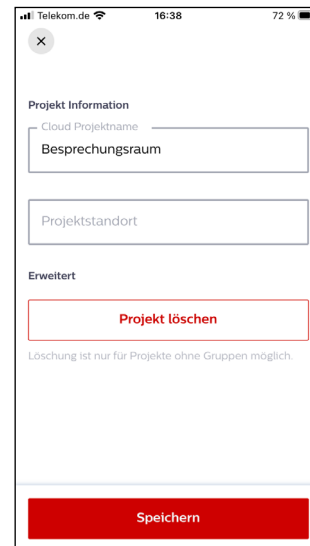 Telekom.de 16:38 72 %
Projekt Information
Cloud Projektname
Besprechungsraum
Projektstandort
Erweitert
Projekt löschen
Löschung ist nur für Projekte ohne Gruppen möglich.
Speichern